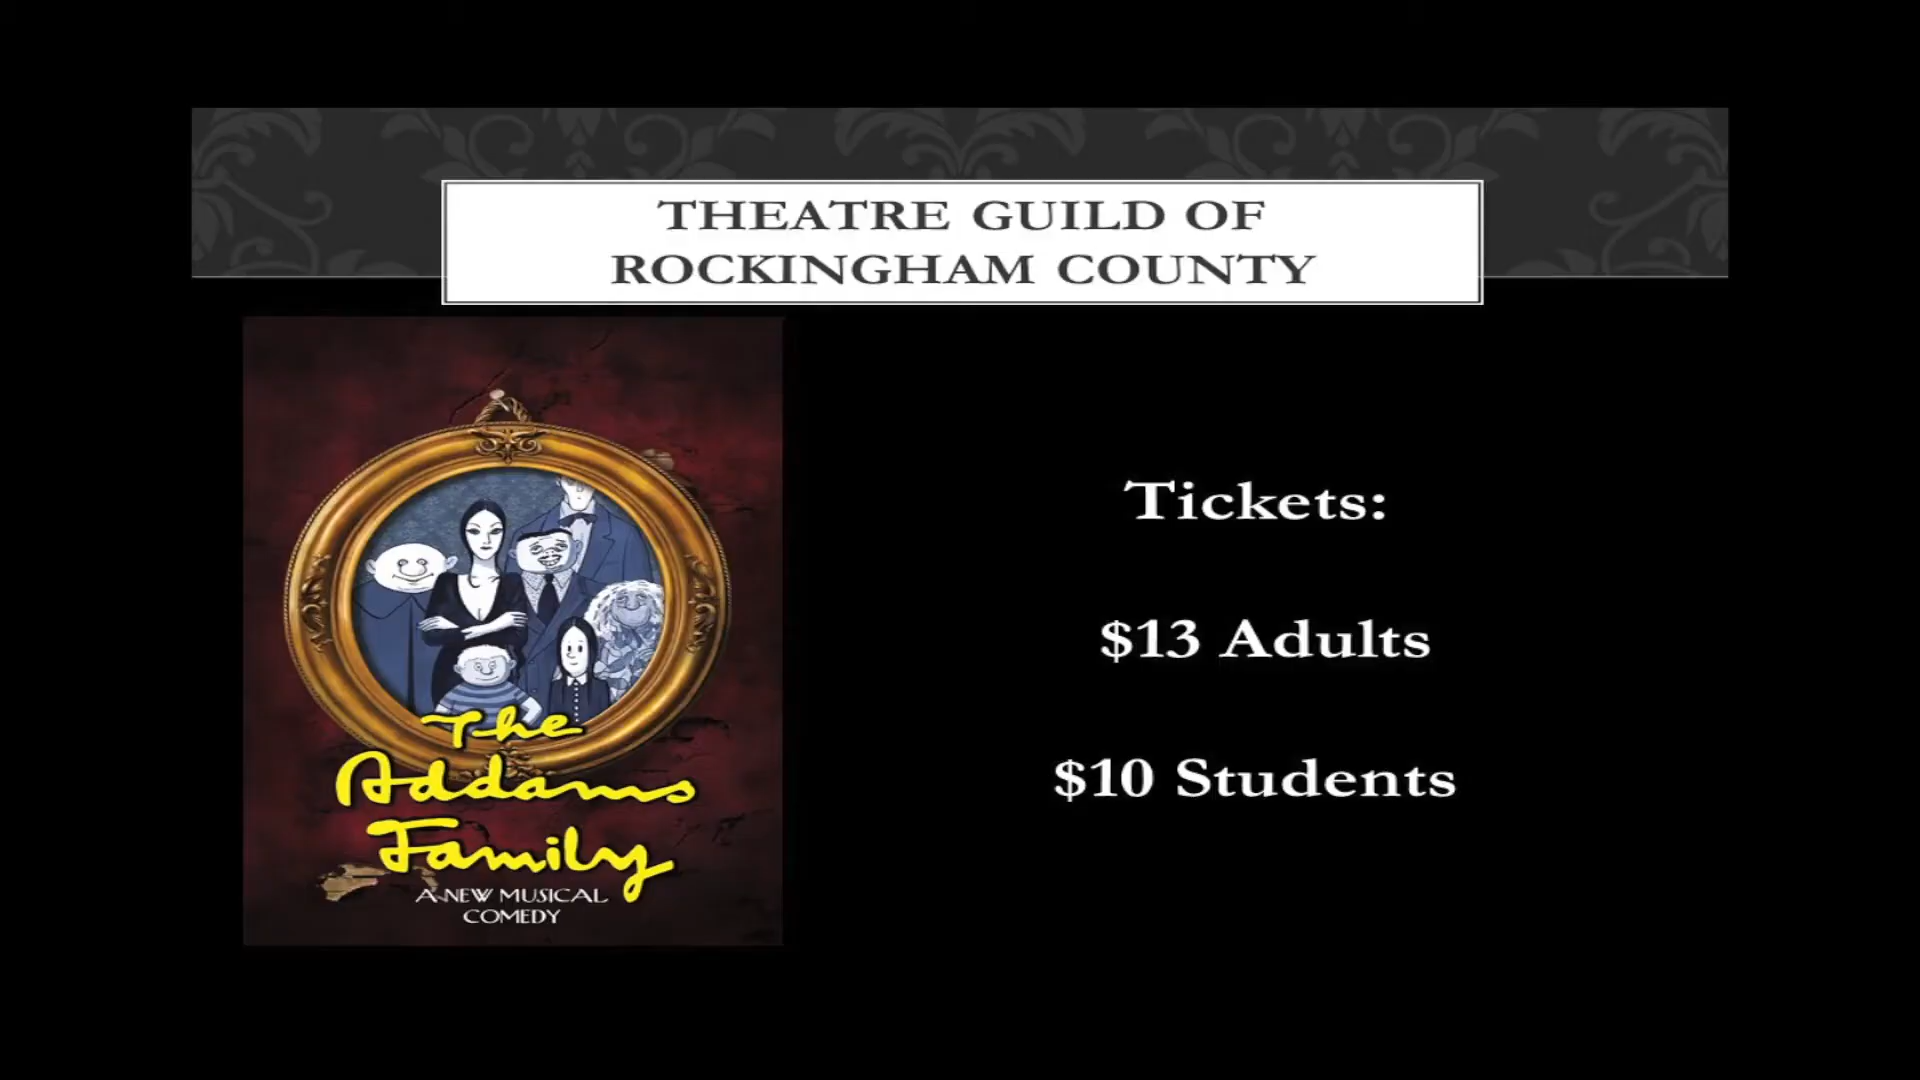 THEATRE GUILD OF
ROCKINGHAM COUNTY
The
Addams
Family
A NEW MUSICAL
COMEDY
Tickets:
$13 Adults
$10 Students